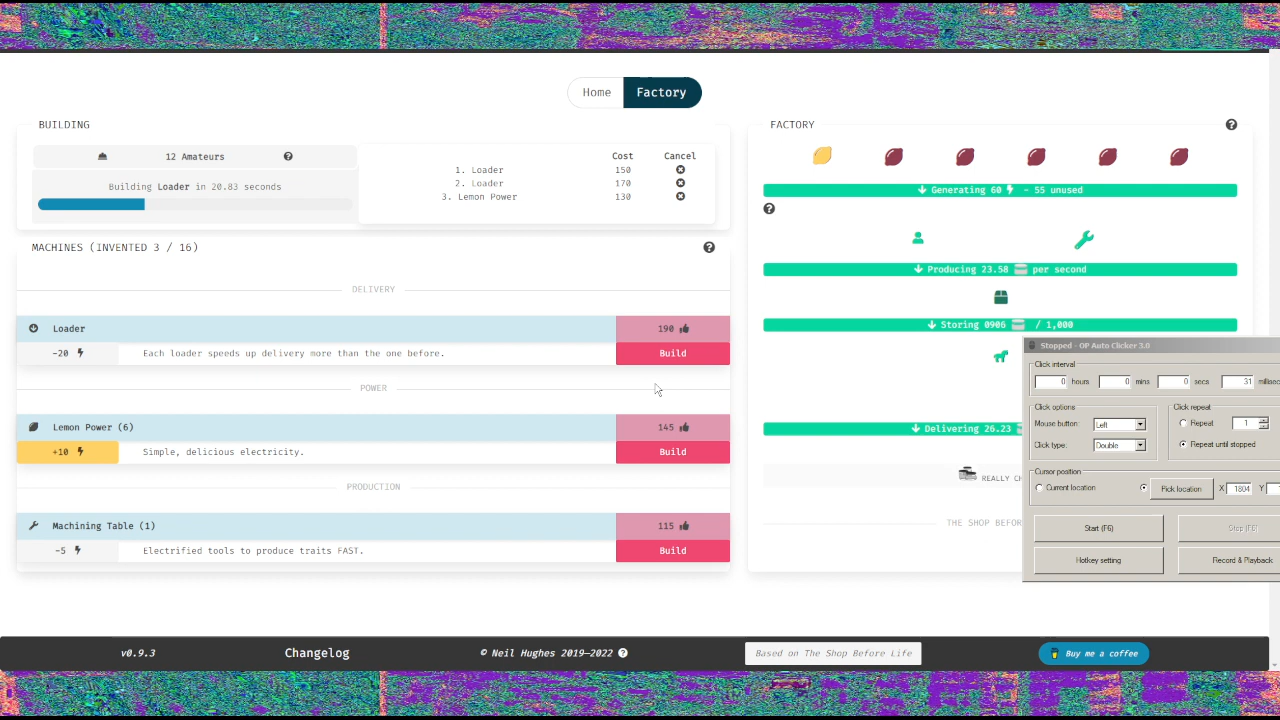 Home Factory
BUILDING
12 Amateurs
Building Loader in 20.83 seconds
Cost Cancel
1. Loader 150
2. Loader 170
3. Lemon Power 130
MACHINES (INVENTED 3 / 16)
DELIVERY
Loader 190
-20 Each loader speeds up delivery more than the one before. Build
POWER
Lemon Power (6) 145
+10 Simple, delicious electricity. Build
PRODUCTION
Machining Table (1) 115
-5 Electrified tools to produce traits FAST. Build
FACTORY
Generating 60 - 55 unused
Producing 23.58 per second
Storing 0906 / 1,000
Delivering 26.23
REALLY CH
THE SHOP BEFOR
Stopped - OP Auto Clicker 3.0
Click interval
0 hours 0 mins 0 secs 31 millisec
Click options
Mouse button: Left
Click type: Double
Click repeat
Repeat 1
Repeat until stopped
Cursor position
Current location Pick location X 1804 Y
Start (F6) Stop (F6)
Hotkey setting Record & Playback
v0.9.3 Changelog © Neil Hughes 2019—2022 Based on The Shop Before Life Buy me a coffee